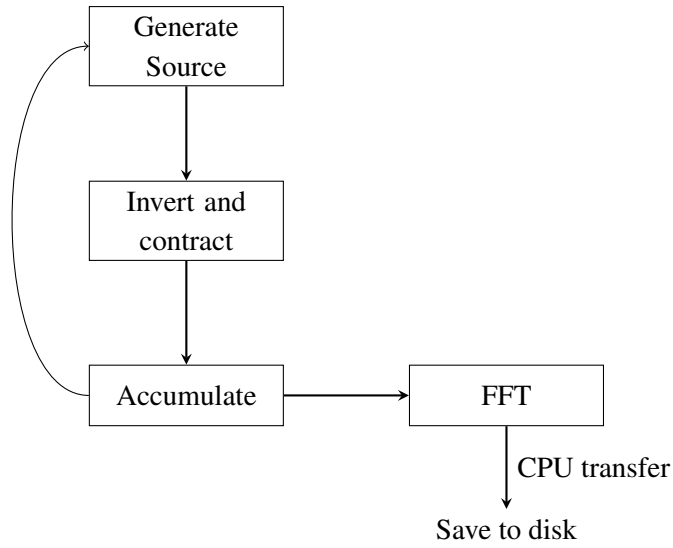 Generate
Source
Invert and
contract
Accumulate
FFT
CPU transfer
Save to disk